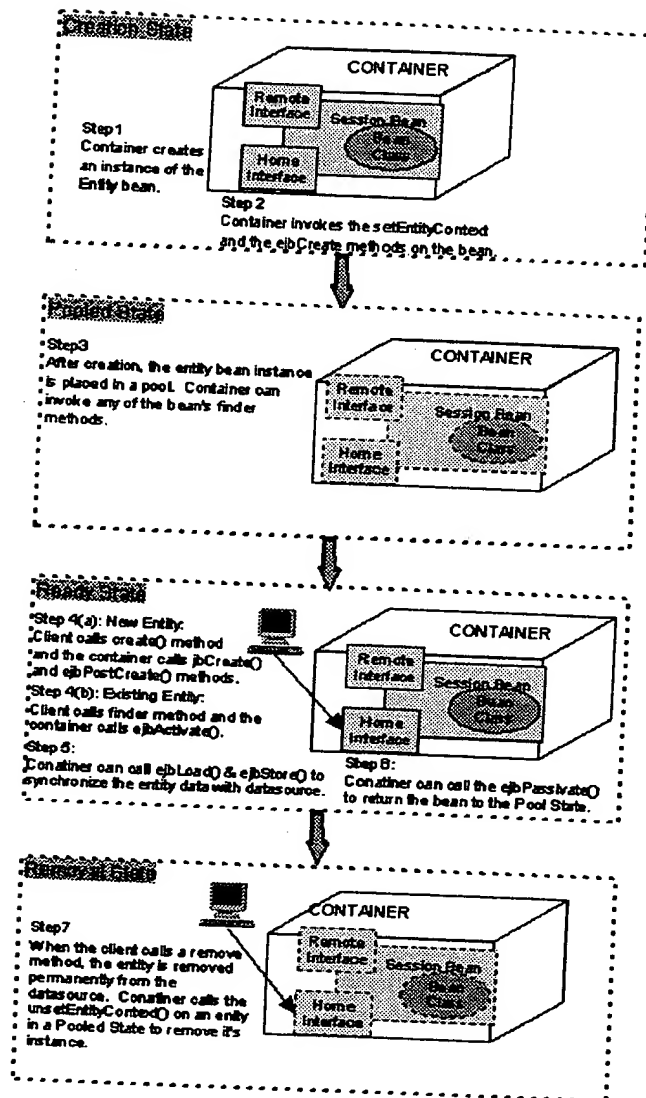 Creation State
CONTAINER
Remote
Interface
Session Bean
Bean
Class
Home
Interface
Step1
Container creates
an instance of the
Entity bean.
Step 2
Container invokes the setEntityContext
and the ejbCreate methods on the bean.
Pooled State
Step3
After creation, the entity bean instance
is placed in a pool. Container can
invoke any of the bean's finder
methods.
CONTAINER
Remote
Interface
Session Bean
Bean
Class
Home
Interface
Ready State
Step 4(a): New Entity:
Client calls create() method
and the container calls jbCreate()
and ejbPostCreate() methods.
Step 4(b): Existing Entity:
Client calls finder method and the
container calls ejbActivate().
Step 5:
Conatiner can call ejbLoad() & ejbStore() to
synchronize the entity data with datasource.
CONTAINER
Remote
Interface
Session Bean
Bean
Class
Home
Interface
Step 6:
Conatiner can call the ejbPassivate()
to return the bean to the Pool State.
Removal State
Step7
When the client calls a remove
method, the entity is removed
permanently from the
datasource. Conatiner calls the
unsetEntityContext() on an entity
in a Pooled State to remove it's
instance.
CONTAINER
Remote
Interface
Session Bean
Bean
Class
Home
Interface